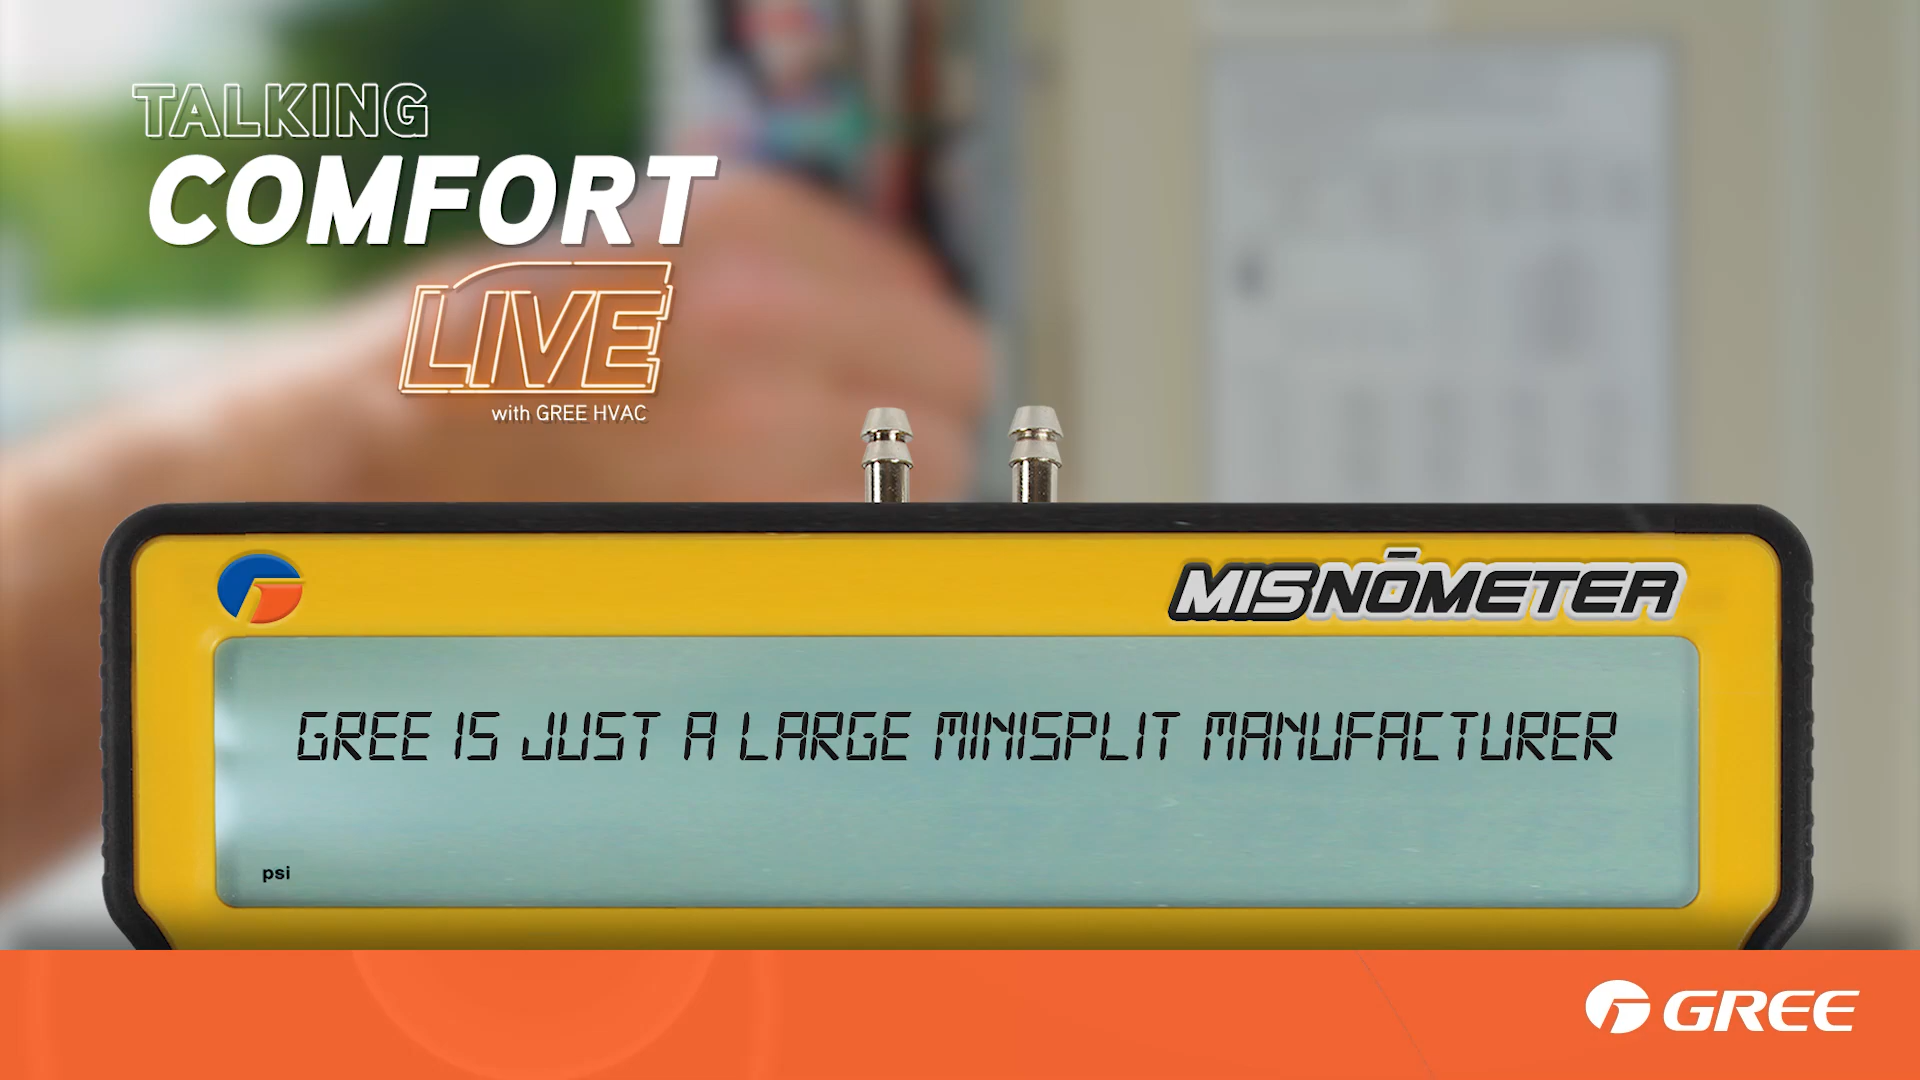 TALKING
COMFORT
LIVE
with GREE HVAC
MISNŌMETER
GREE IS JUST A LARGE MINISPLIT MANUFACTURER
psi
GREE